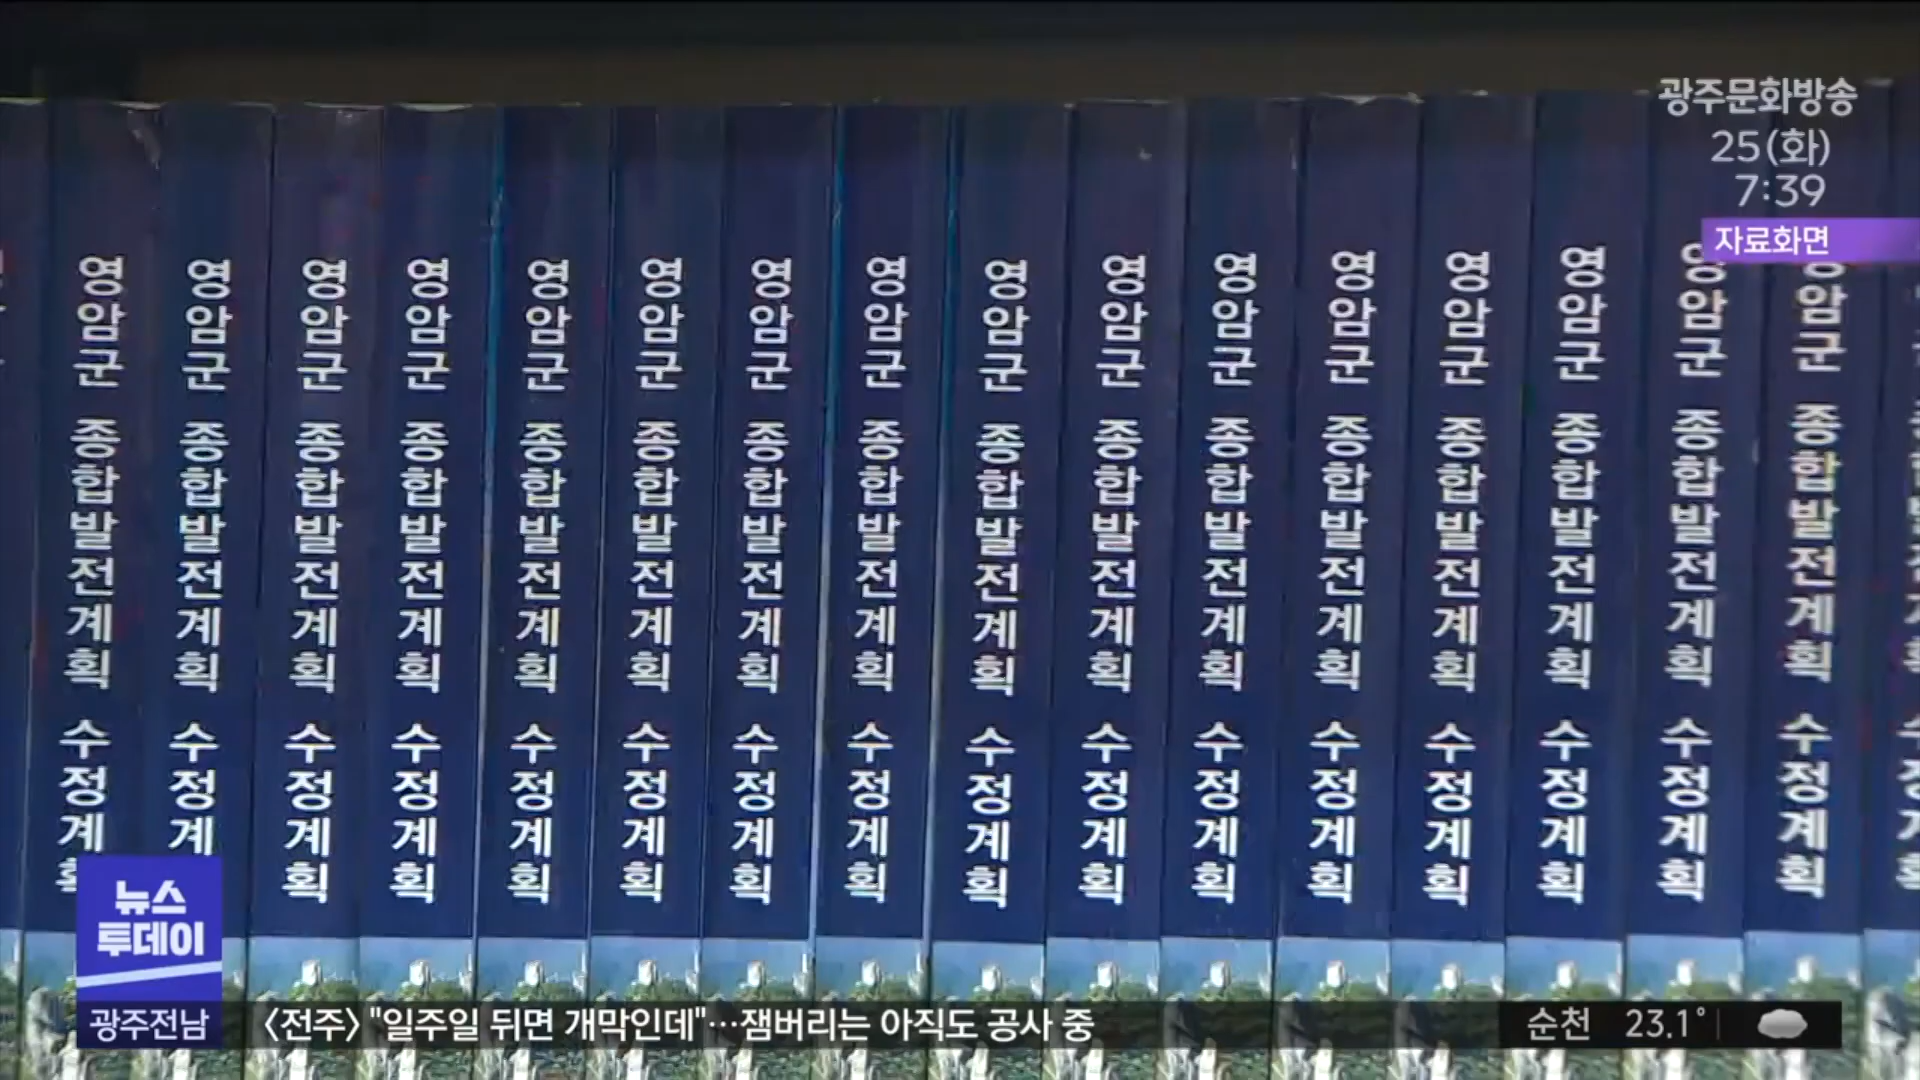 광주문화방송
25(화)
7:39
자료화면
영암군 종합발전계획 수정계획
영암군 종합발전계획 수정계
영암군 종합발전계획 수정계획
영암군 종합발전계획 수정계획
영암군 종합발전계획 수정계획
영암군 종합발전계획 수정계획
영암군 종합발전계획 수정계획
영암군 종합발전계획 수정계획
영암군 종합발전계획 수정계획
영암군 종합발전계획 수정계획
영암군 종합발전계획 수정계획
영암군 종합발전계획 수정계획
영암군 종합발전계획 수정계획
영암군 종합발전계획 수정계획
영암군 종합발전계획 수정계획
영암군 종합발전계획 수정계획
뉴스
투데이
광주전남
〈전주〉 "일주일 뒤면 개막인데"…잼버리는 아직도 공사 중
순천 23.1°